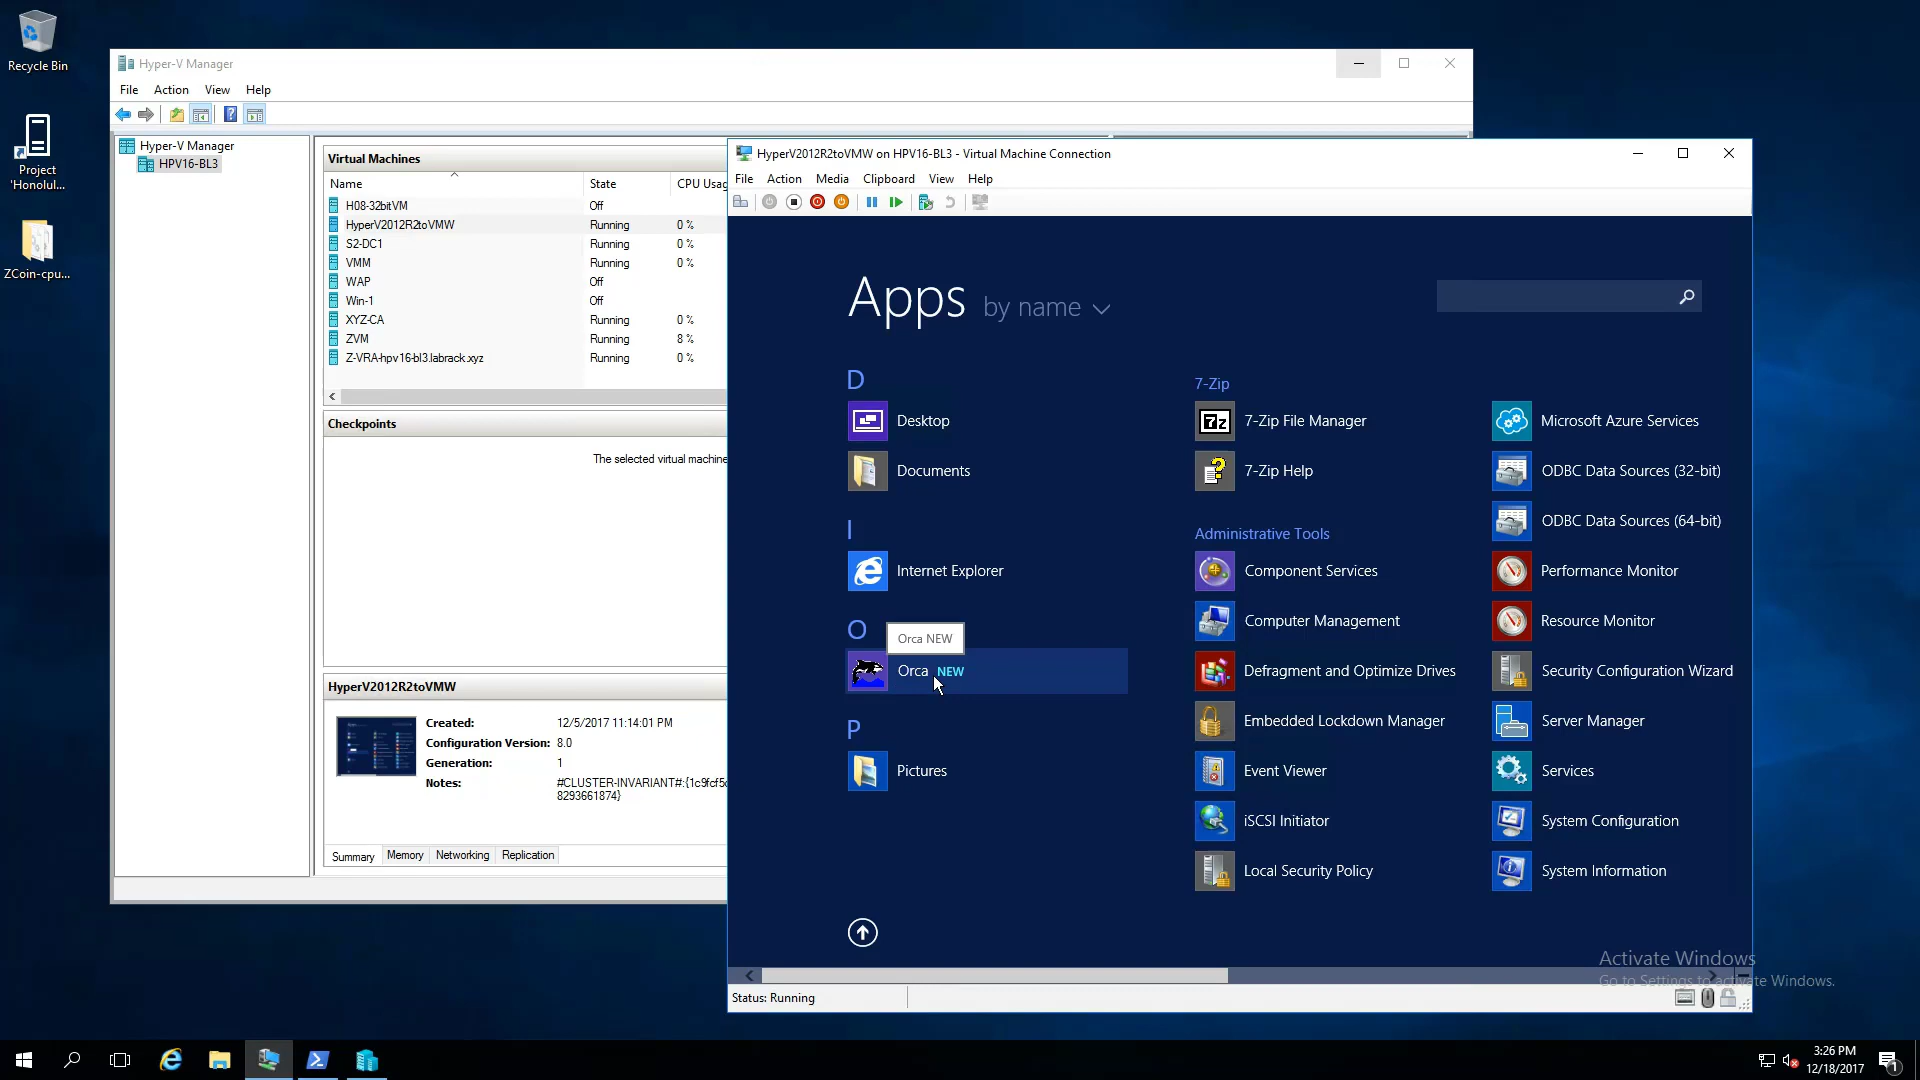 Recycle Bin
Project
'Honolul...
ZCoin-cpu...
Hyper-V Manager
File Action View Help
Hyper-V Manager
HPV16-BL3
Virtual Machines
Name State CPU Usag
H08-32bitVM Off
HyperV2012R2toVMW Running 0 %
S2-DC1 Running 0 %
VMM Running 0 %
WAP Off
Win-1 Off
XYZ-CA Running 0 %
ZVM Running 8 %
Z-VRA-hpv16-bl3.labrack.xyz Running 0 %
Checkpoints
The selected virtual machine
HyperV2012R2toVMW
Created: 12/5/2017 11:14:01 PM
Configuration Version: 8.0
Generation: 1
Notes: #CLUSTER-INVARIANT#:{1c9fcf5c
8293661874}
Summary Memory Networking Replication
HyperV2012R2toVMW on HPV16-BL3 - Virtual Machine Connection
File Action Media Clipboard View Help
Apps by name
D
Desktop
Documents
I
Internet Explorer
O
Orca NEW
Orca NEW
P
Pictures
7-Zip
7-Zip File Manager
7-Zip Help
Administrative Tools
Component Services
Computer Management
Defragment and Optimize Drives
Embedded Lockdown Manager
Event Viewer
iSCSI Initiator
Local Security Policy
Microsoft Azure Services
ODBC Data Sources (32-bit)
ODBC Data Sources (64-bit)
Performance Monitor
Resource Monitor
Security Configuration Wizard
Server Manager
Services
System Configuration
System Information
Activate Windows
Go to Settings to activate Windows.
Status: Running
3:26 PM
12/18/2017
1